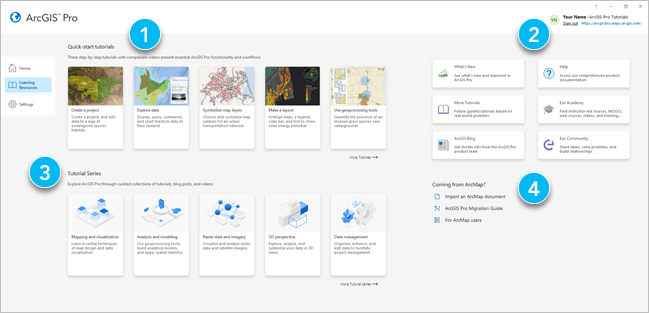 ArcGIS Pro
YN
Your Name - ArcGIS Pro Tutorials
Sign out
1
2
Home
Learning Resources
Settings
Quick-start tutorials
These step-by-step tutorials with companion videos present essential ArcGIS Pro functionality and workflows
Create a project
Create a project, and add data to a map of endangered species habitats
Explore data
Display, query, summarize, and chart livestock data in New Zealand
Symbolize map layers
Choose and customize map symbols for an urban transportation network
Make a layout
Arrange maps, a legend, scale bar, and text to show solar energy potential
Use geoprocessing tools
Quantify the presence of an invasive grass species near campgrounds
More Tutorials
What's New
See what's new and improved in ArcGIS Pro
Help
Access our comprehensive product documentation
More Tutorials
Follow guided tutorials based on real-world problems
Esri Academy
Find instructor-led courses, MOOCs, web courses, videos, and training...
ArcGIS Blog
Get insider info from the ArcGIS Pro product team
Esri Community
Share ideas, solve problems, and build relationships
3
Tutorial Series
Explore ArcGIS Pro through curated collections of tutorials, blog posts, and videos
Mapping and visualization
Learn essential techniques of map design and data visualization
Analysis and modeling
Use geoprocessing tools, build analytical models, and apply spatial statistics
Raster data and imagery
Visualize and analyze raster data and satellite imagery
3D perspective
Explore, analyze, and symbolize your data in 3D views
Data management
Organize, enhance, and edit data to facilitate project management
More Tutorial Series
4
Coming from ArcMap?
Import an ArcMap document
ArcGIS Pro Migration Guide
For ArcMap users